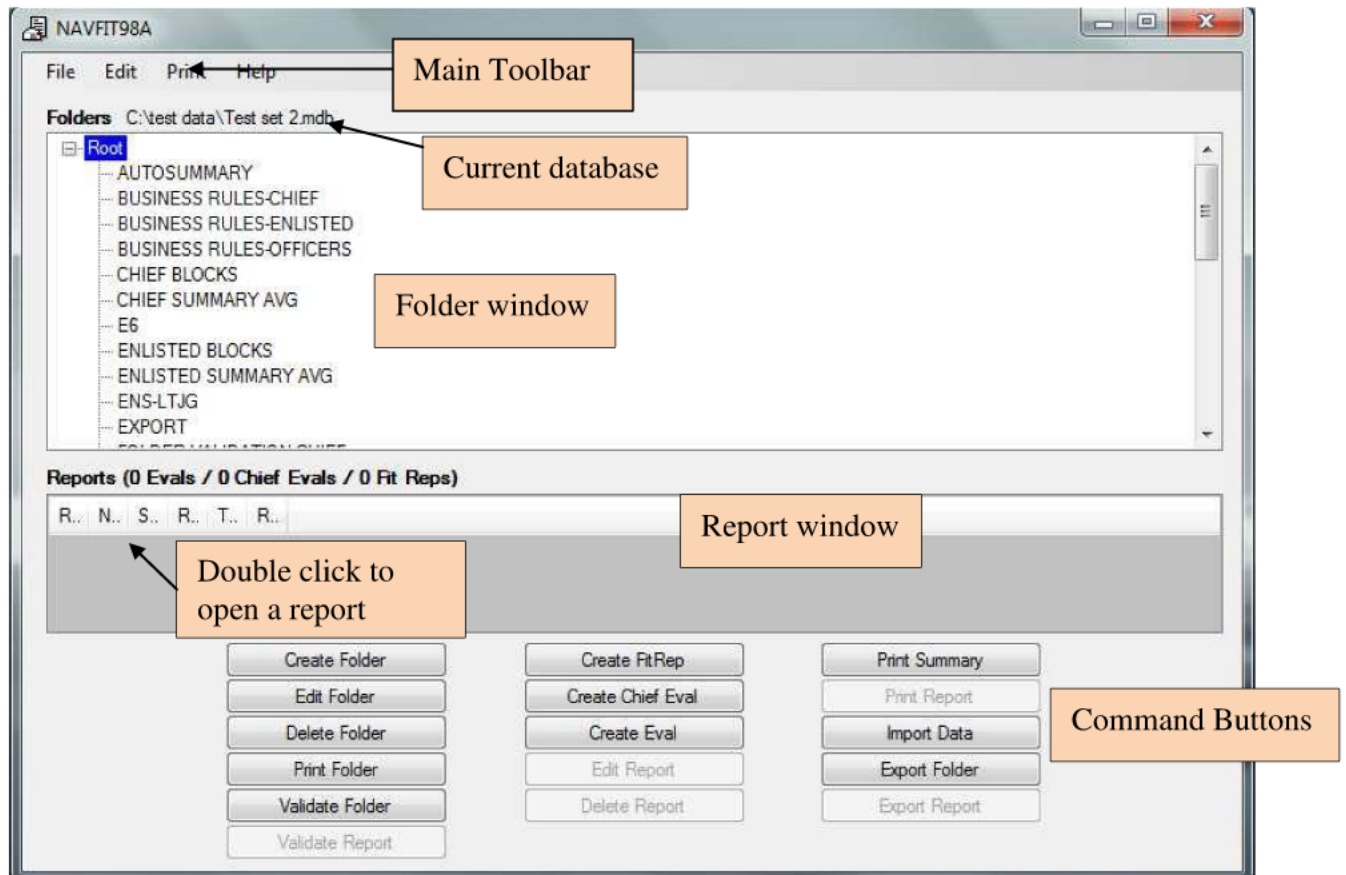 NAVFIT98A
File Edit Print Help
Main Toolbar
Folders C:\test data\Test set 2.mdb
Current database
Root
AUTOSUMMARY
BUSINESS RULES-CHIEF
BUSINESS RULES-ENLISTED
BUSINESS RULES-OFFICERS
CHIEF BLOCKS
CHIEF SUMMARY AVG
Folder window
E6
ENLISTED BLOCKS
ENLISTED SUMMARY AVG
ENS-LTJG
EXPORT
FOLDER VALIDATION CHIEF
Reports (0 Evals / 0 Chief Evals / 0 Fit Reps)
R.. N.. S.. R.. T.. R..
Report window
Double click to
open a report
Create Folder Create FitRep Print Summary
Edit Folder Create Chief Eval Print Report
Delete Folder Create Eval Import Data
Print Folder Edit Report Export Folder
Validate Folder Delete Report Export Report
Validate Report
Command Buttons